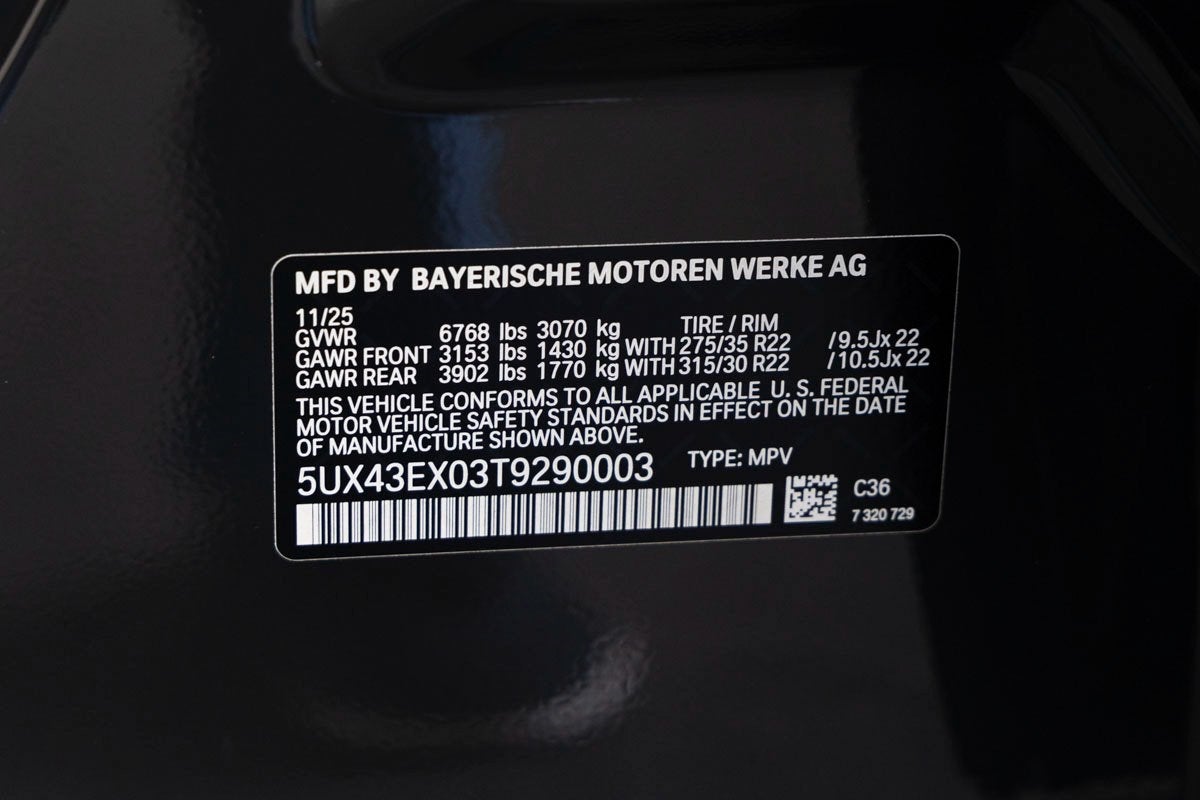 MFD BY BAYERISCHE MOTOREN WERKE AG
11/25 TIRE / RIM
GVWR 6768 lbs 3070 kg
GAWR FRONT 3153 lbs 1430 kg WITH 275/35 R22 /9.5Jx 22
GAWR REAR 3902 lbs 1770 kg WITH 315/30 R22 /10.5Jx 22
THIS VEHICLE CONFORMS TO ALL APPLICABLE U. S. FEDERAL
MOTOR VEHICLE SAFETY STANDARDS IN EFFECT ON THE DATE
OF MANUFACTURE SHOWN ABOVE.
5UX43EX03T9290003 TYPE: MPV
C36
7 320 729